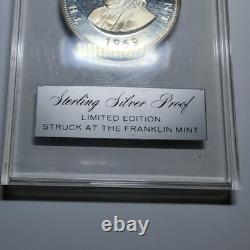 1969
Sterling Silver Proof
LIMITED EDITION
STRUCK AT THE FRANKLIN MINT